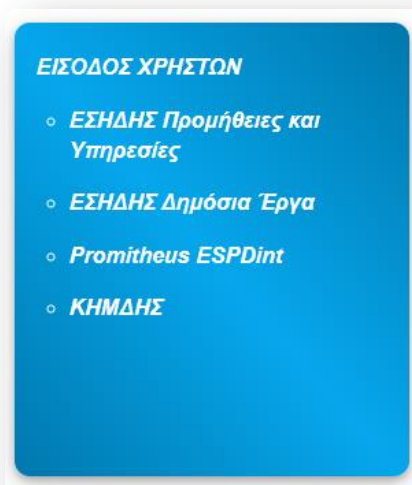 ΕΙΣΟΔΟΣ ΧΡΗΣΤΩΝ
ΕΣΗΔΗΣ Προμήθειες και
Υπηρεσίες
ΕΣΗΔΗΣ Δημόσια Έργα
Promitheus ESPDint
ΚΗΜΔΗΣ